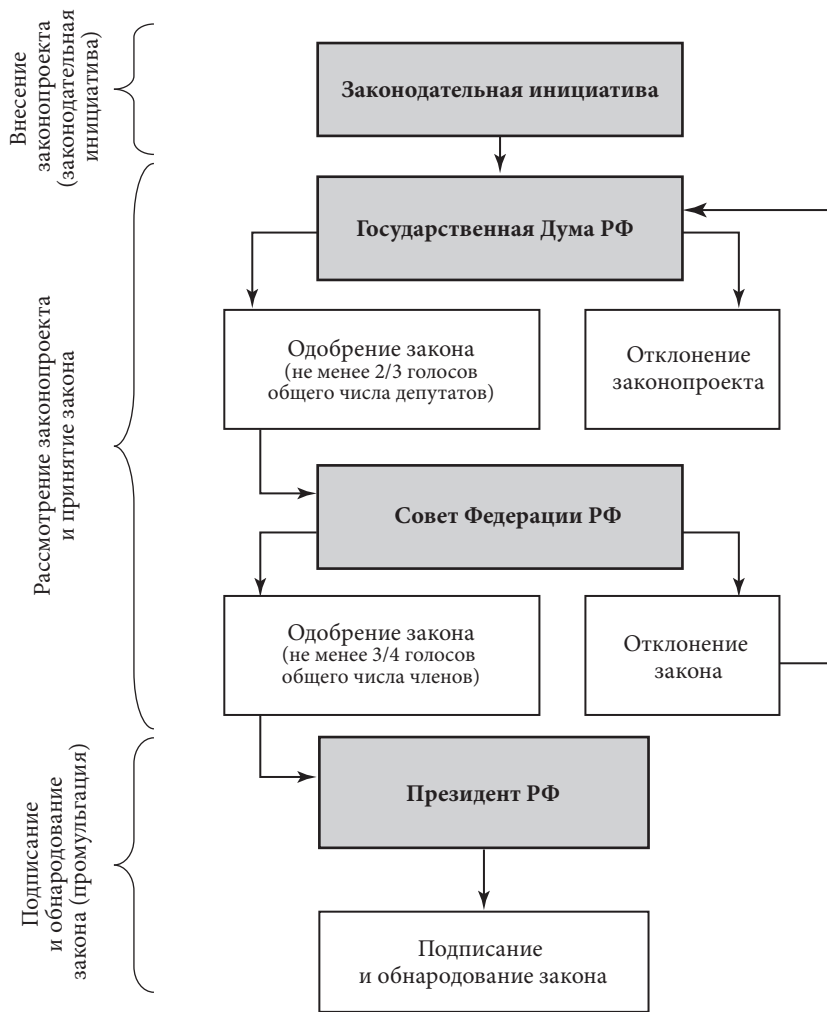 Внесение
законопроекта
(законодательная
инициатива)
Законодательная инициатива
Рассмотрение законопроекта
и принятие закона
Государственная Дума РФ
Одобрение закона
(не менее 2/3 голосов
общего числа депутатов)
Отклонение
законопроекта
Совет Федерации РФ
Одобрение закона
(не менее 3/4 голосов
общего числа членов)
Отклонение
закона
Подписание
и обнародование
закона (промульгация)
Президент РФ
Подписание
и обнародование закона